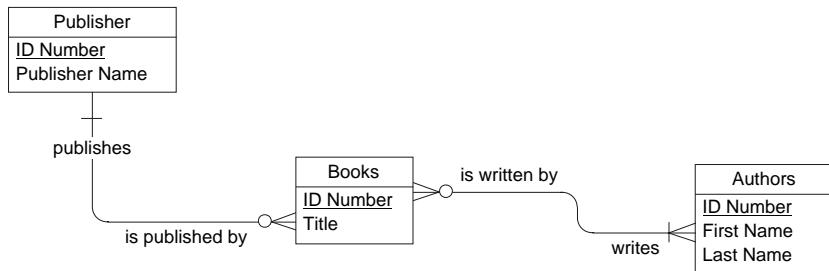 Publisher
ID Number
Publisher Name
publishes
is published by
Books
ID Number
Title
is written by
writes
Authors
ID Number
First Name
Last Name